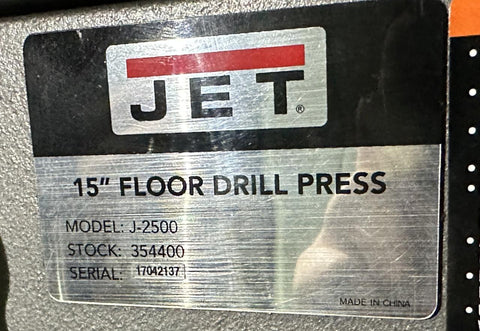 JET®
15” FLOOR DRILL PRESS
MODEL: J-2500
STOCK: 354400
SERIAL: 17042137
MADE IN CHINA